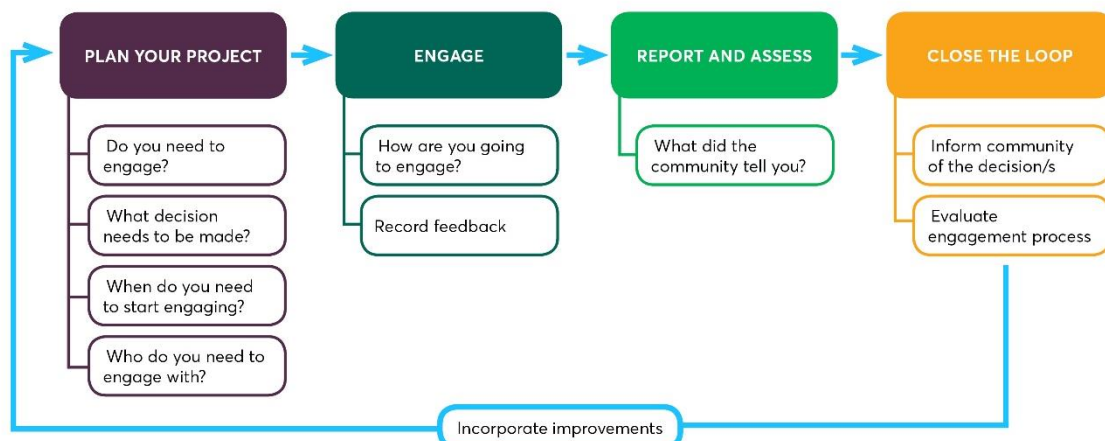 PLAN YOUR PROJECT
Do you need to
engage?
What decision
needs to be made?
When do you need
to start engaging?
Who do you need to
engage with?
ENGAGE
How are you going
to engage?
Record feedback
REPORT AND ASSESS
What did the
community tell you?
CLOSE THE LOOP
Inform community
of the decision/s
Evaluate
engagement process
Incorporate improvements